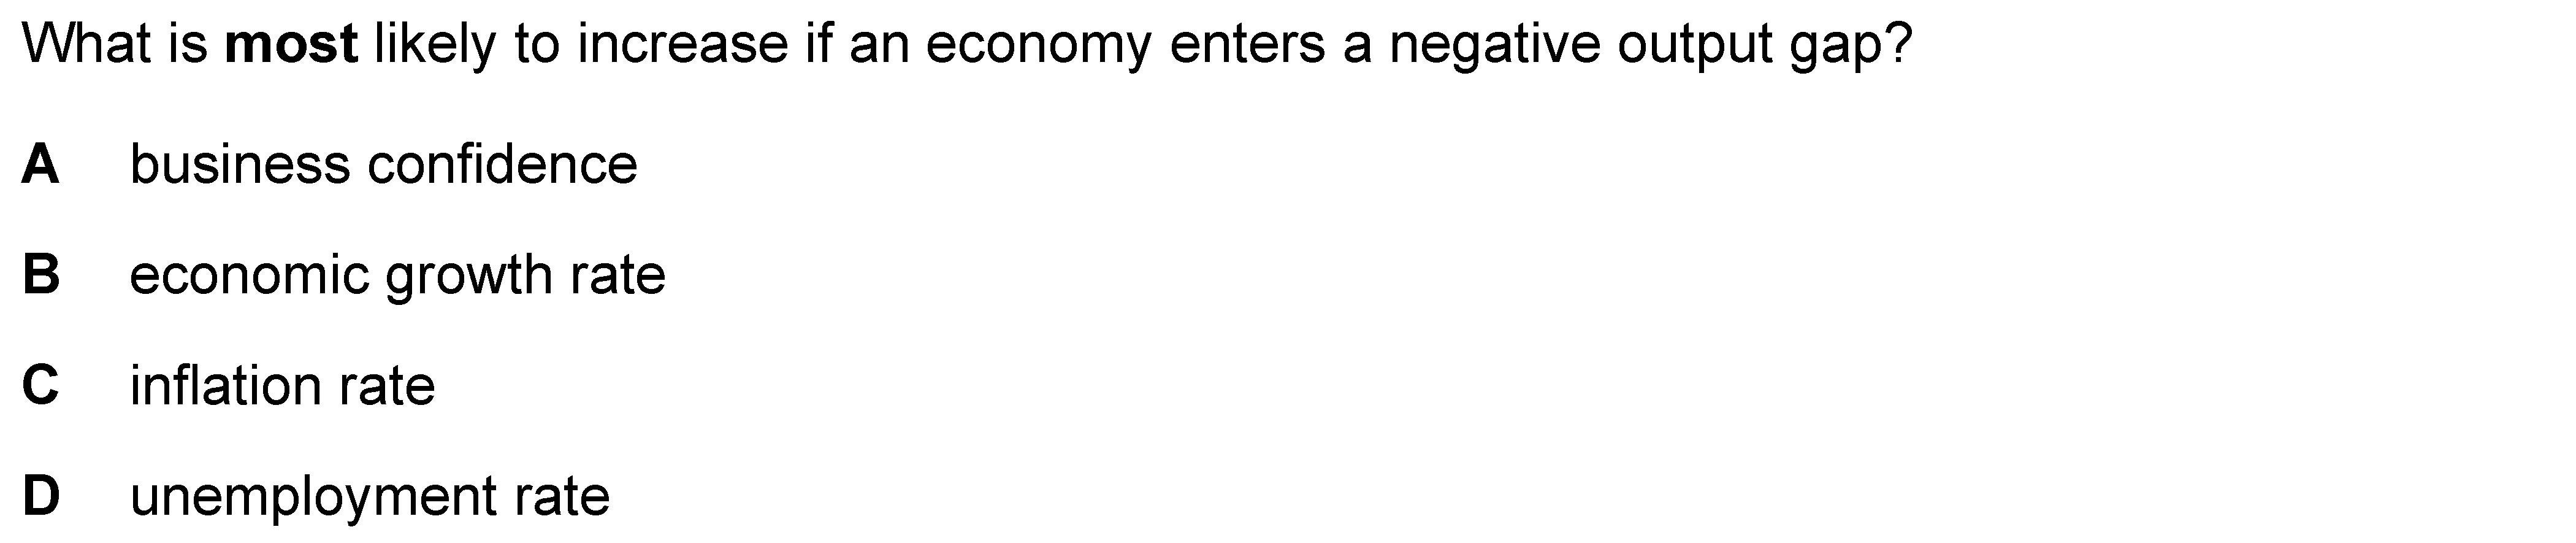 What is most likely to increase if an economy enters a negative output gap?
A business confidence
B economic growth rate
C inflation rate
D unemployment rate